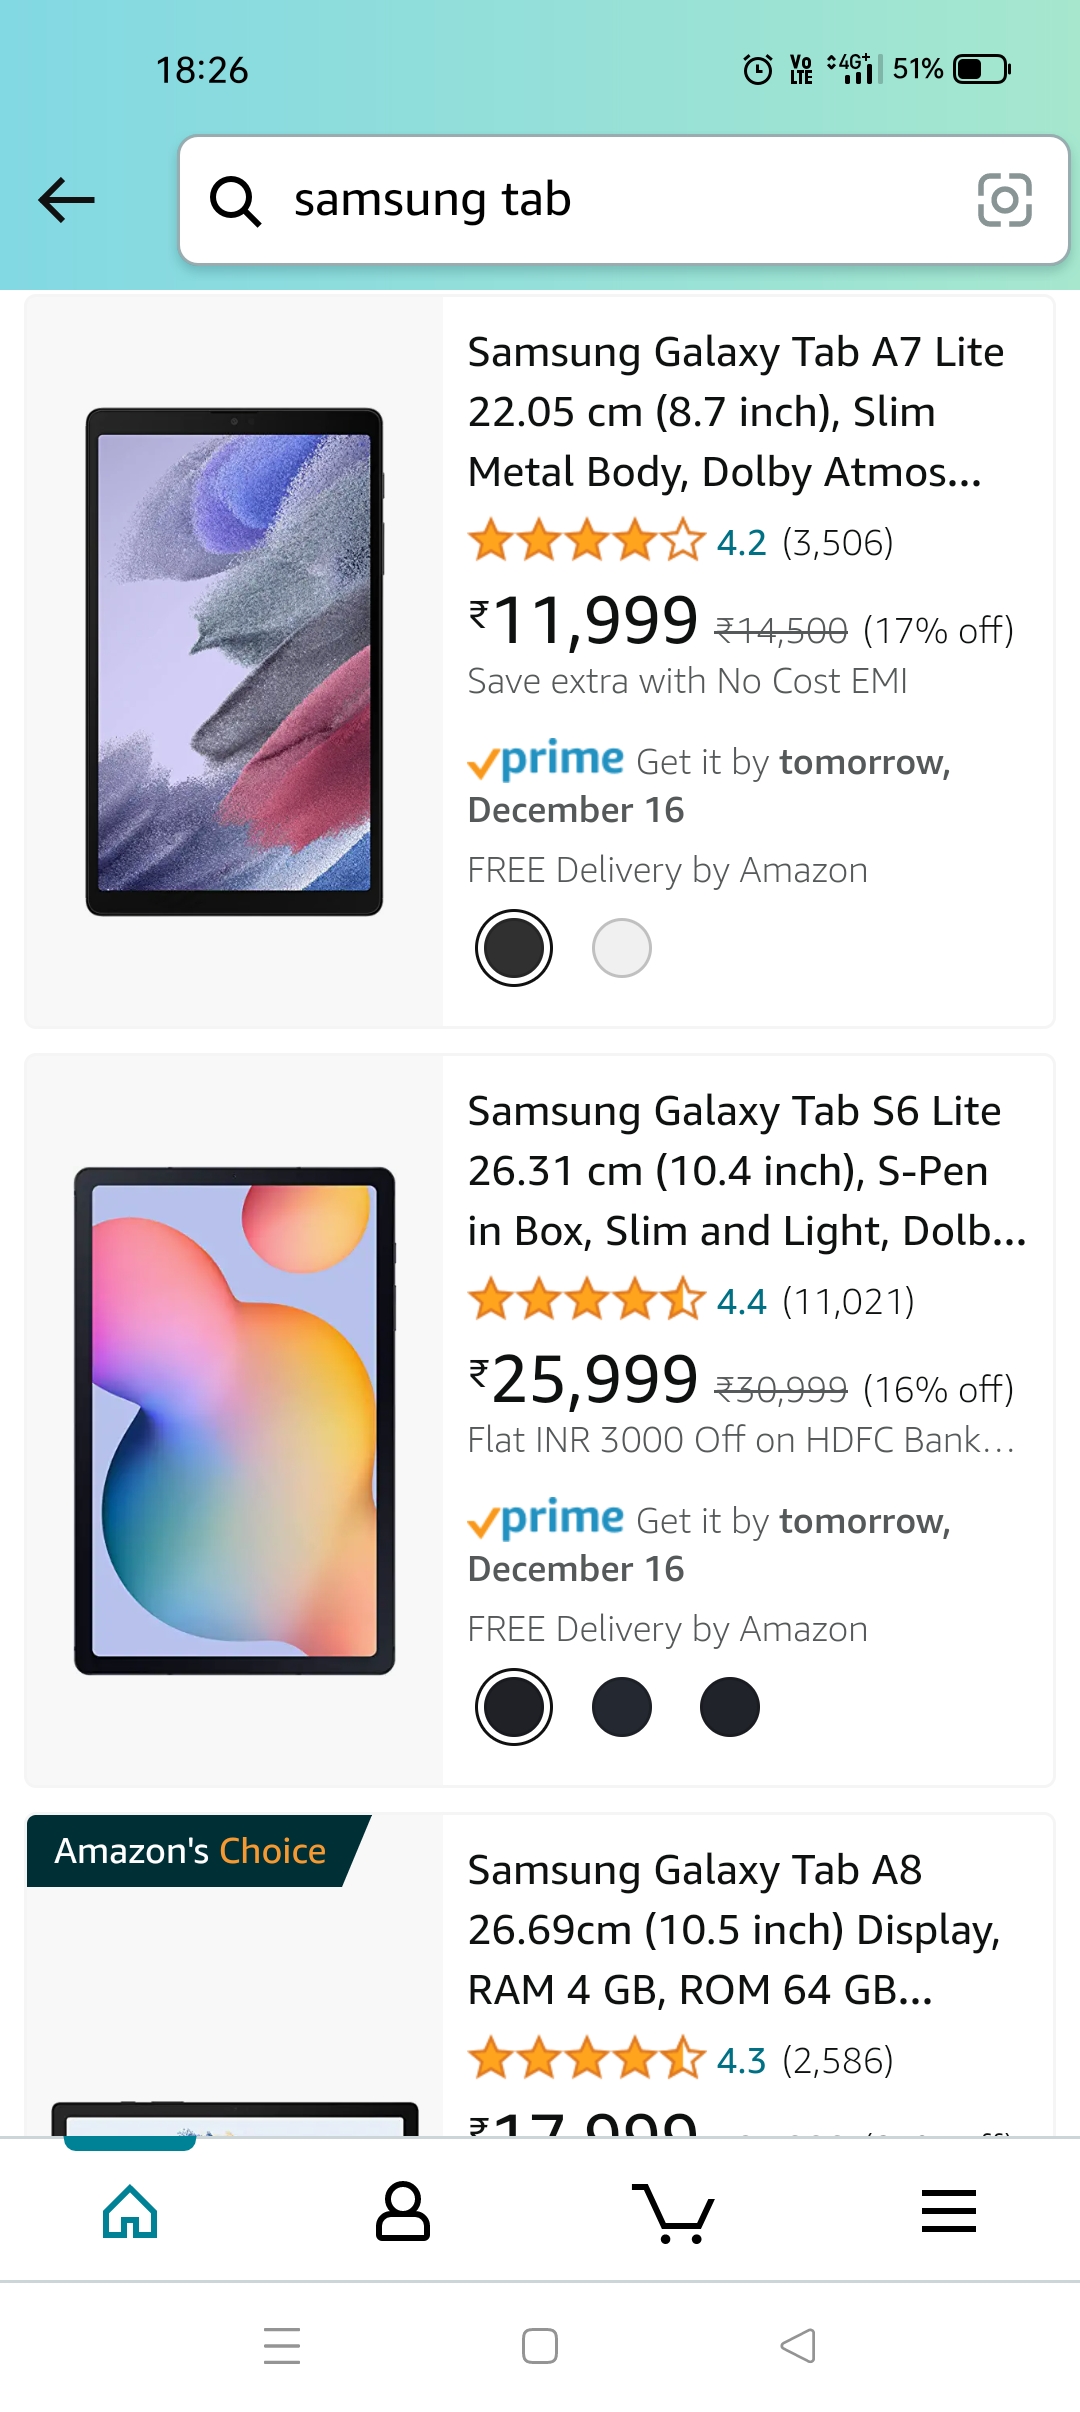 18:26
Vo LTE 4G+ 51%
samsung tab
Samsung Galaxy Tab A7 Lite
22.05 cm (8.7 inch), Slim
Metal Body, Dolby Atmos...
4.2 (3,506)
₹11,999 ₹14,500 (17% off)
Save extra with No Cost EMI
prime Get it by tomorrow,
December 16
FREE Delivery by Amazon
Samsung Galaxy Tab S6 Lite
26.31 cm (10.4 inch), S-Pen
in Box, Slim and Light, Dolb...
4.4 (11,021)
₹25,999 ₹30,999 (16% off)
Flat INR 3000 Off on HDFC Bank...
prime Get it by tomorrow,
December 16
FREE Delivery by Amazon
Amazon's Choice
Samsung Galaxy Tab A8
26.69cm (10.5 inch) Display,
RAM 4 GB, ROM 64 GB...
4.3 (2,586)
₹17,999